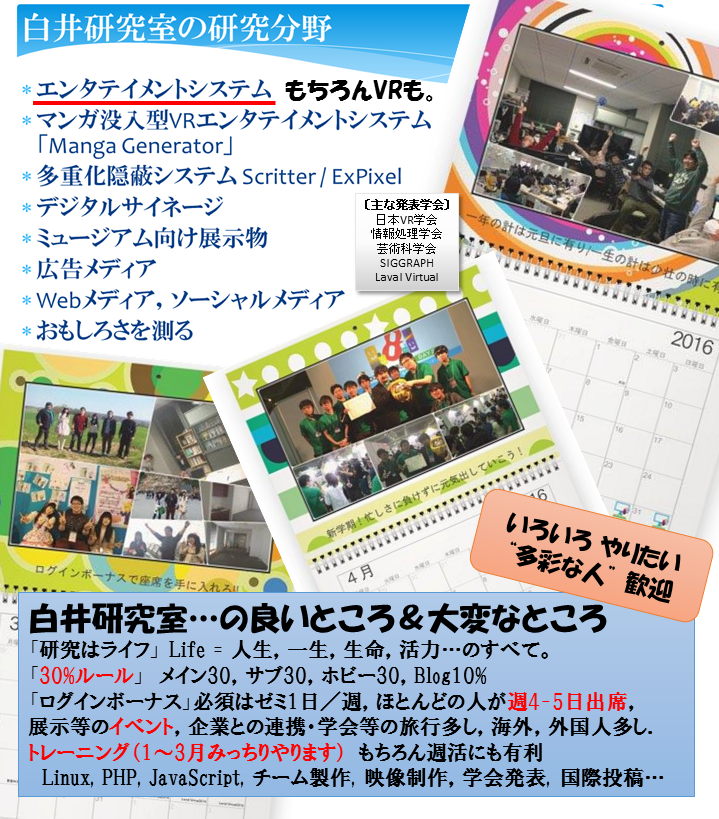 白井研究室の研究分野
* エンタテイメントシステム もちろんVRも。
* マンガ没入型VRエンタテイメントシステム
「Manga Generator」
* 多重化隠蔽システム Scritter / ExPixel
* デジタルサイネージ
* ミュージアム向け展示物
* 広告メディア
* Webメディア，ソーシャルメディア
* おもしろさを測る
〔主な発表学会〕
日本VR学会
情報処理学会
芸術科学会
SIGGRAPH
Laval Virtual
一年の計は元旦に有り!一生の計は少壮の時に有
2016
新学期！忙しさに負けずに元気出していこう！
4月
ログインボーナスで座席を手に入れろ!!
いろいろ やりたい
“多彩な人” 歓迎
白井研究室…の良いところ＆大変なところ
「研究はライフ」 Life = 人生，一生，生命，活力…のすべて。
「30%ルール」 メイン30，サブ30，ホビー30，Blog10%
「ログインボーナス」必須はゼミ1日／週，ほとんどの人が週4-5日出席，
展示等のイベント，企業との連携・学会等の旅行多し，海外，外国人多し．
トレーニング（1～3月みっちりやります） もちろん週活にも有利
Linux, PHP, JavaScript, チーム製作, 映像制作, 学会発表, 国際投稿…